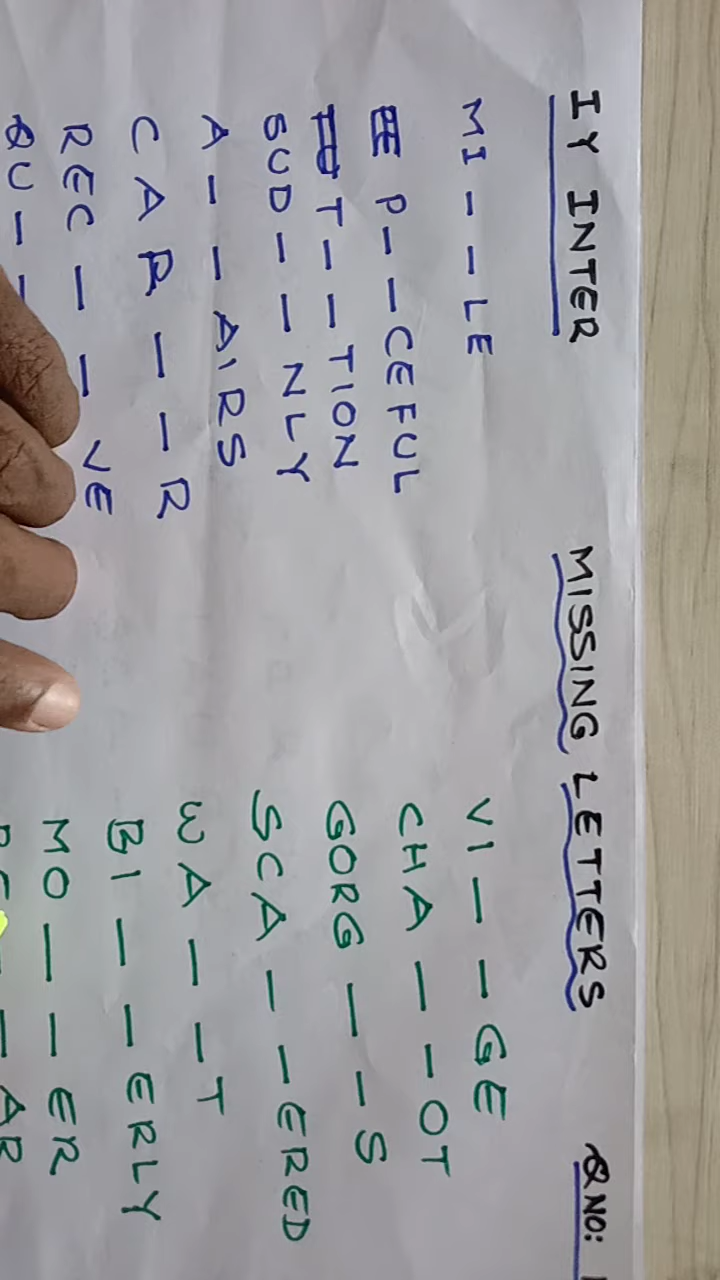 IY INTER MISSING LETTERS Q NO:
MI - - LE
P - - CEFUL
T - - TION
SUD - - NLY
A - - AIRS
CAR - - R
REC - - VE
QU - -
VI - - GE
CHA - - OT
GORG - - S
SCA - - ERED
WA - - T
BI - - ERLY
MO - - ER